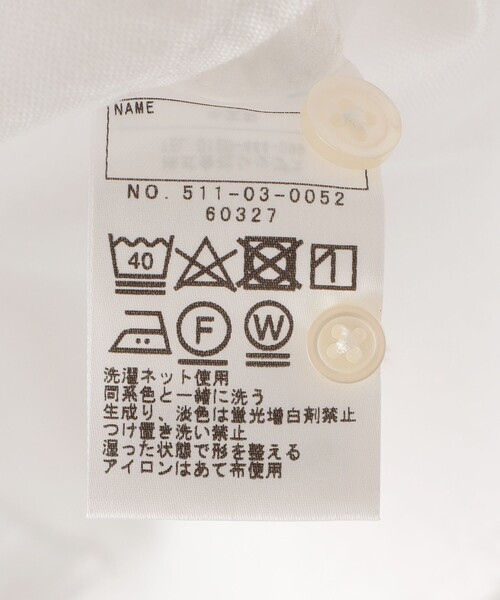 NAME
NO. 511-03-0052
60327
40
F W
洗濯ネット使用
同系色と一緒に洗う
生成り、淡色は蛍光増白剤禁止
つけ置き洗い禁止
湿った状態で形を整える
アイロンはあて布使用